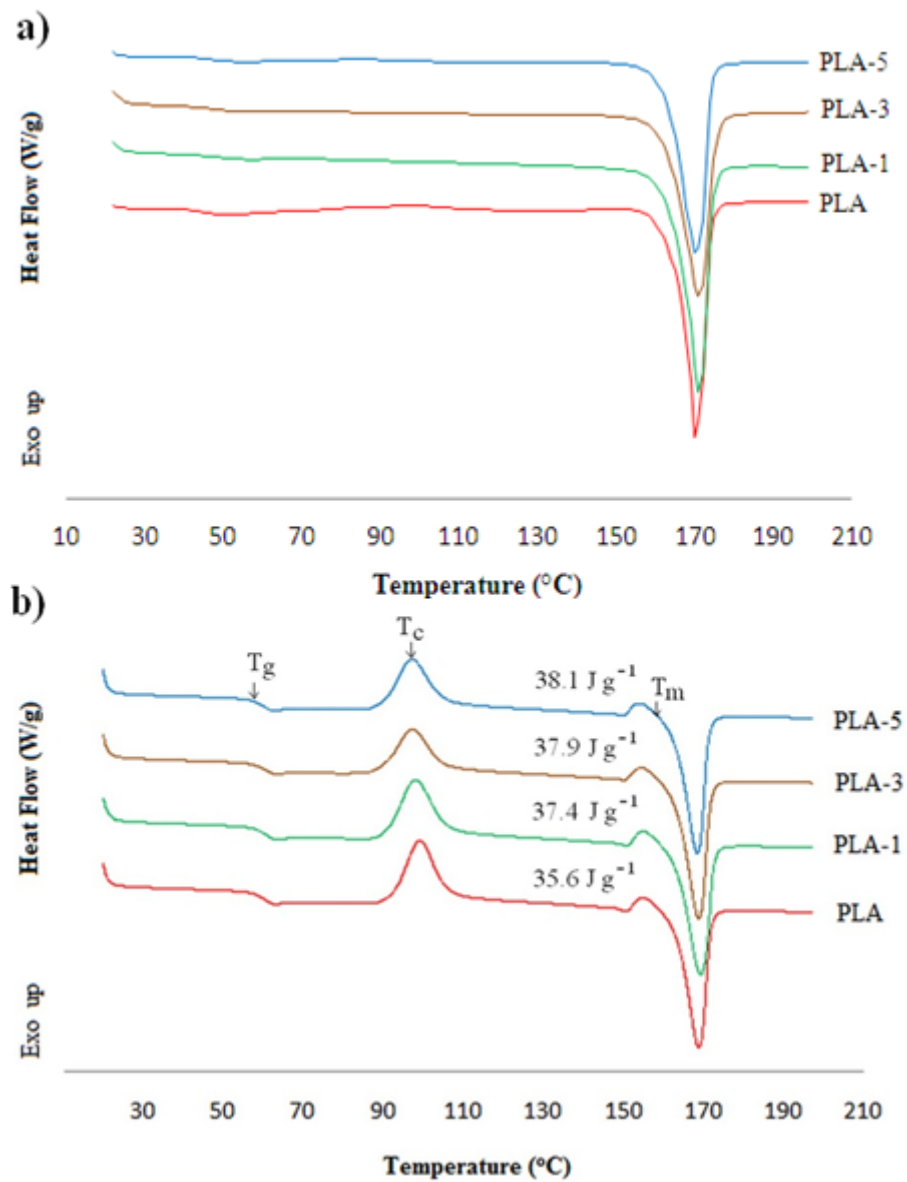 a)
PLA-5
PLA-3
PLA-1
PLA
Heat Flow (W/g)
Exo up
10 30 50 70 90 110 130 150 170 190 210
Temperature (°C)
b)
Tg
Tc
38.1 J g⁻¹
Tm
PLA-5
37.9 J g⁻¹
PLA-3
37.4 J g⁻¹
PLA-1
35.6 J g⁻¹
PLA
Heat Flow (W/g)
Exo up
30 50 70 90 110 130 150 170 190 210
Temperature (°C)